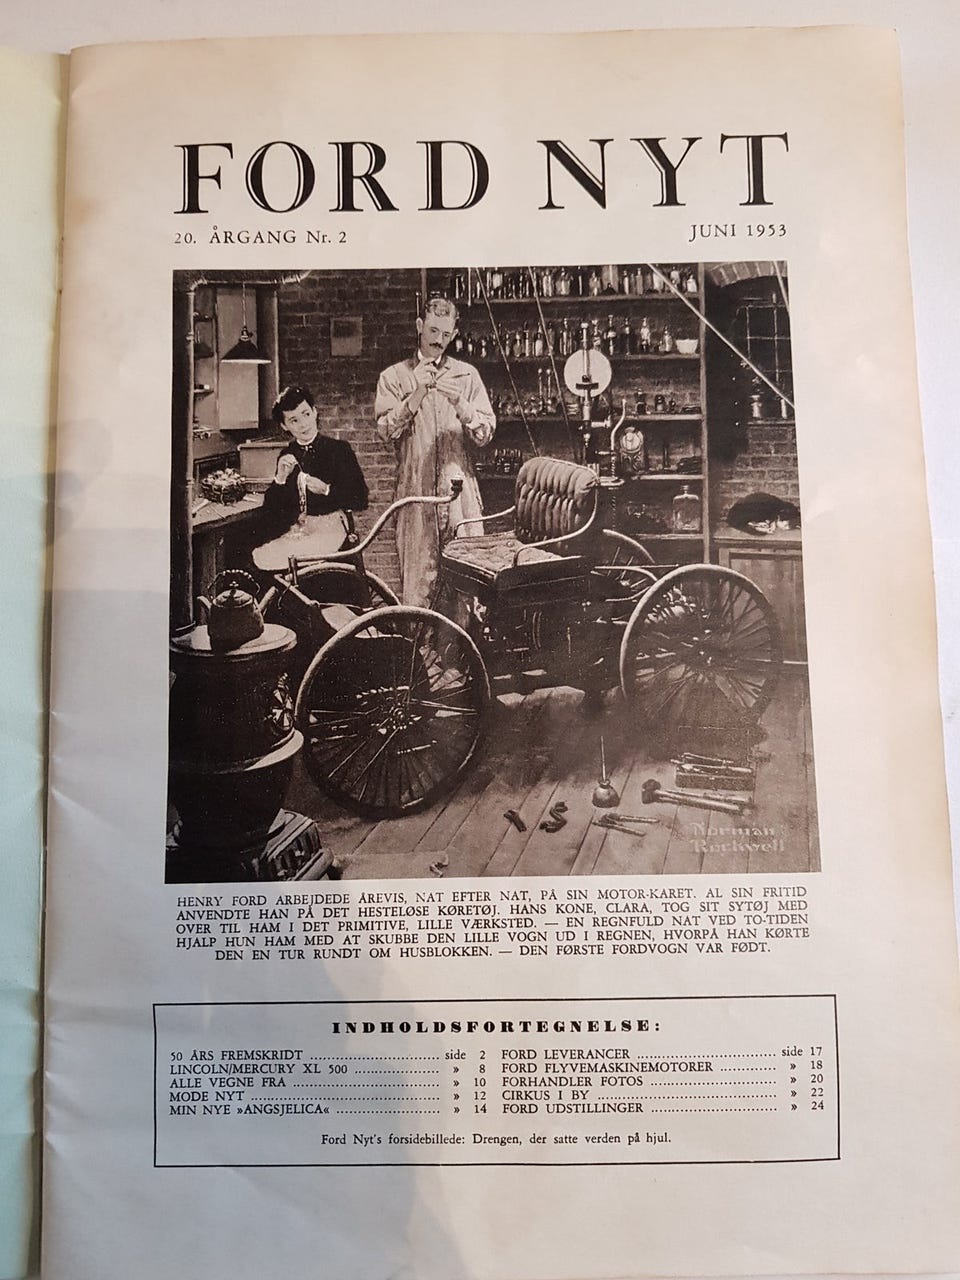 FORD NYT
20. ÅRGANG Nr. 2
JUNI 1953
Norman
Rockwell
HENRY FORD ARBEJDEDE ÅREVIS, NAT EFTER NAT, PÅ SIN MOTOR-KARET. AL SIN FRITID
ANVENDTE HAN PÅ DET HESTELØSE KØRETØJ. HANS KONE, CLARA, TOG SIT SYTØJ MED
OVER TIL HAM I DET PRIMITIVE, LILLE VÆRKSTED. — EN REGNFULD NAT VED TO-TIDEN
HJALP HUN HAM MED AT SKUBBE DEN LILLE VOGN UD I REGNEN, HVORPÅ HAN KØRTE
DEN EN TUR RUNDT OM HUSBLOKKEN. — DEN FØRSTE FORDVOGN VAR FØDT.
INDHOLDSFORTEGNELSE:
50 ÅRS FREMSKRIDT ................................ side 2
LINCOLN/MERCURY XL 500 ..................... » 8
ALLE VEGNE FRA ..................................... » 10
MODE NYT ............................................... » 12
MIN NYE »ANGSJELICA« .......................... » 14
FORD LEVERANCER ................................... side 17
FORD FLYVEMASKINEMOTORER .............. » 18
FORHANDLER FOTOS ................................ » 20
CIRKUS I BY ............................................. » 22
FORD UDSTILLINGER ................................ » 24
Ford Nyt's forsidebillede: Drengen, der satte verden på hjul.